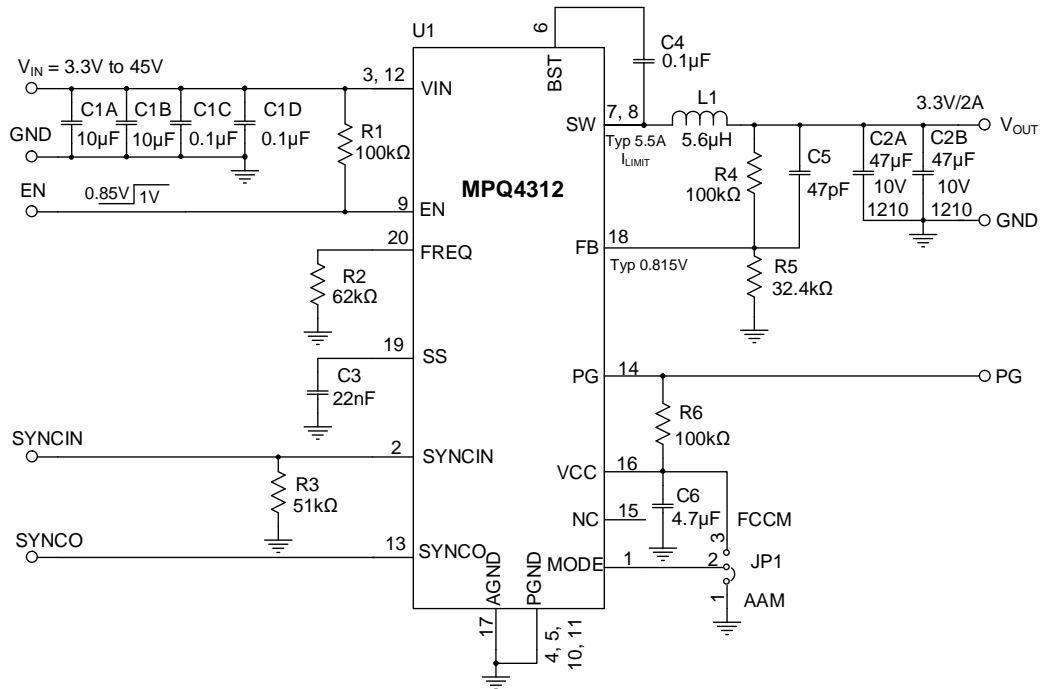 U1
V_IN = 3.3V to 45V
GND
EN
C1A
10µF
C1B
10µF
C1C
0.1µF
C1D
0.1µF
R1
100kΩ
0.85V
1V
3, 12
VIN
9
EN
20
FREQ
R2
62kΩ
19
SS
C3
22nF
SYNCIN
2
SYNCIN
R3
51kΩ
SYNCO
13
SYNCO
MPQ4312
6
BST
C4
0.1µF
7, 8
SW
Typ 5.5A
I_LIMIT
L1
5.6µH
3.3V/2A
V_OUT
R4
100kΩ
C5
47pF
C2A
47µF
10V
1210
C2B
47µF
10V
1210
GND
18
FB
Typ 0.815V
R5
32.4kΩ
PG
14
PG
R6
100kΩ
VCC
16
C6
4.7µF
NC
15
FCCM
3
MODE
1
2
JP1
1
AAM
AGND
PGND
17
4, 5,
10, 11